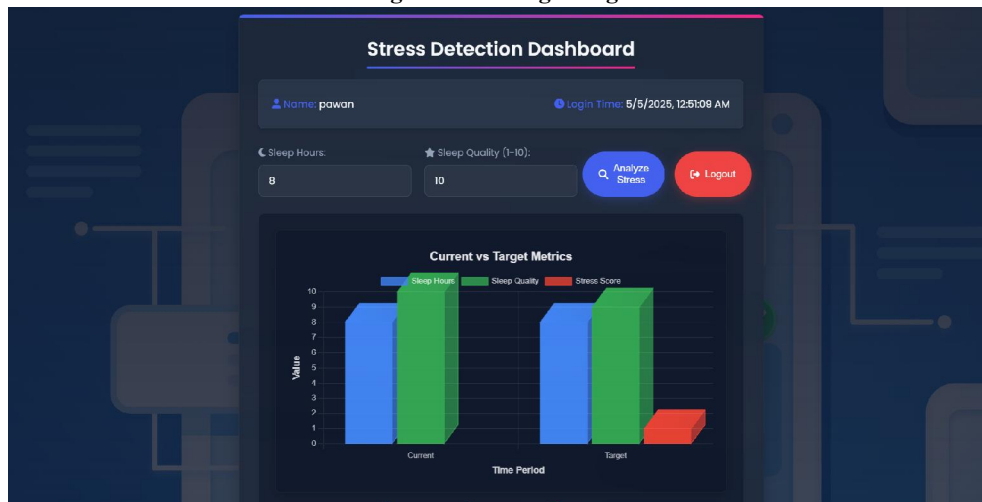 Stress Detection Dashboard
Name: pawan
Login Time: 5/5/2025, 12:51:09 AM
Sleep Hours:
Sleep Quality (1-10):
8
10
Analyze
Stress
Logout
Current vs Target Metrics
Sleep Hours
Sleep Quality
Stress Score
10
9
8
7
6
5
4
3
2
1
0
Value
Current
Target
Time Period